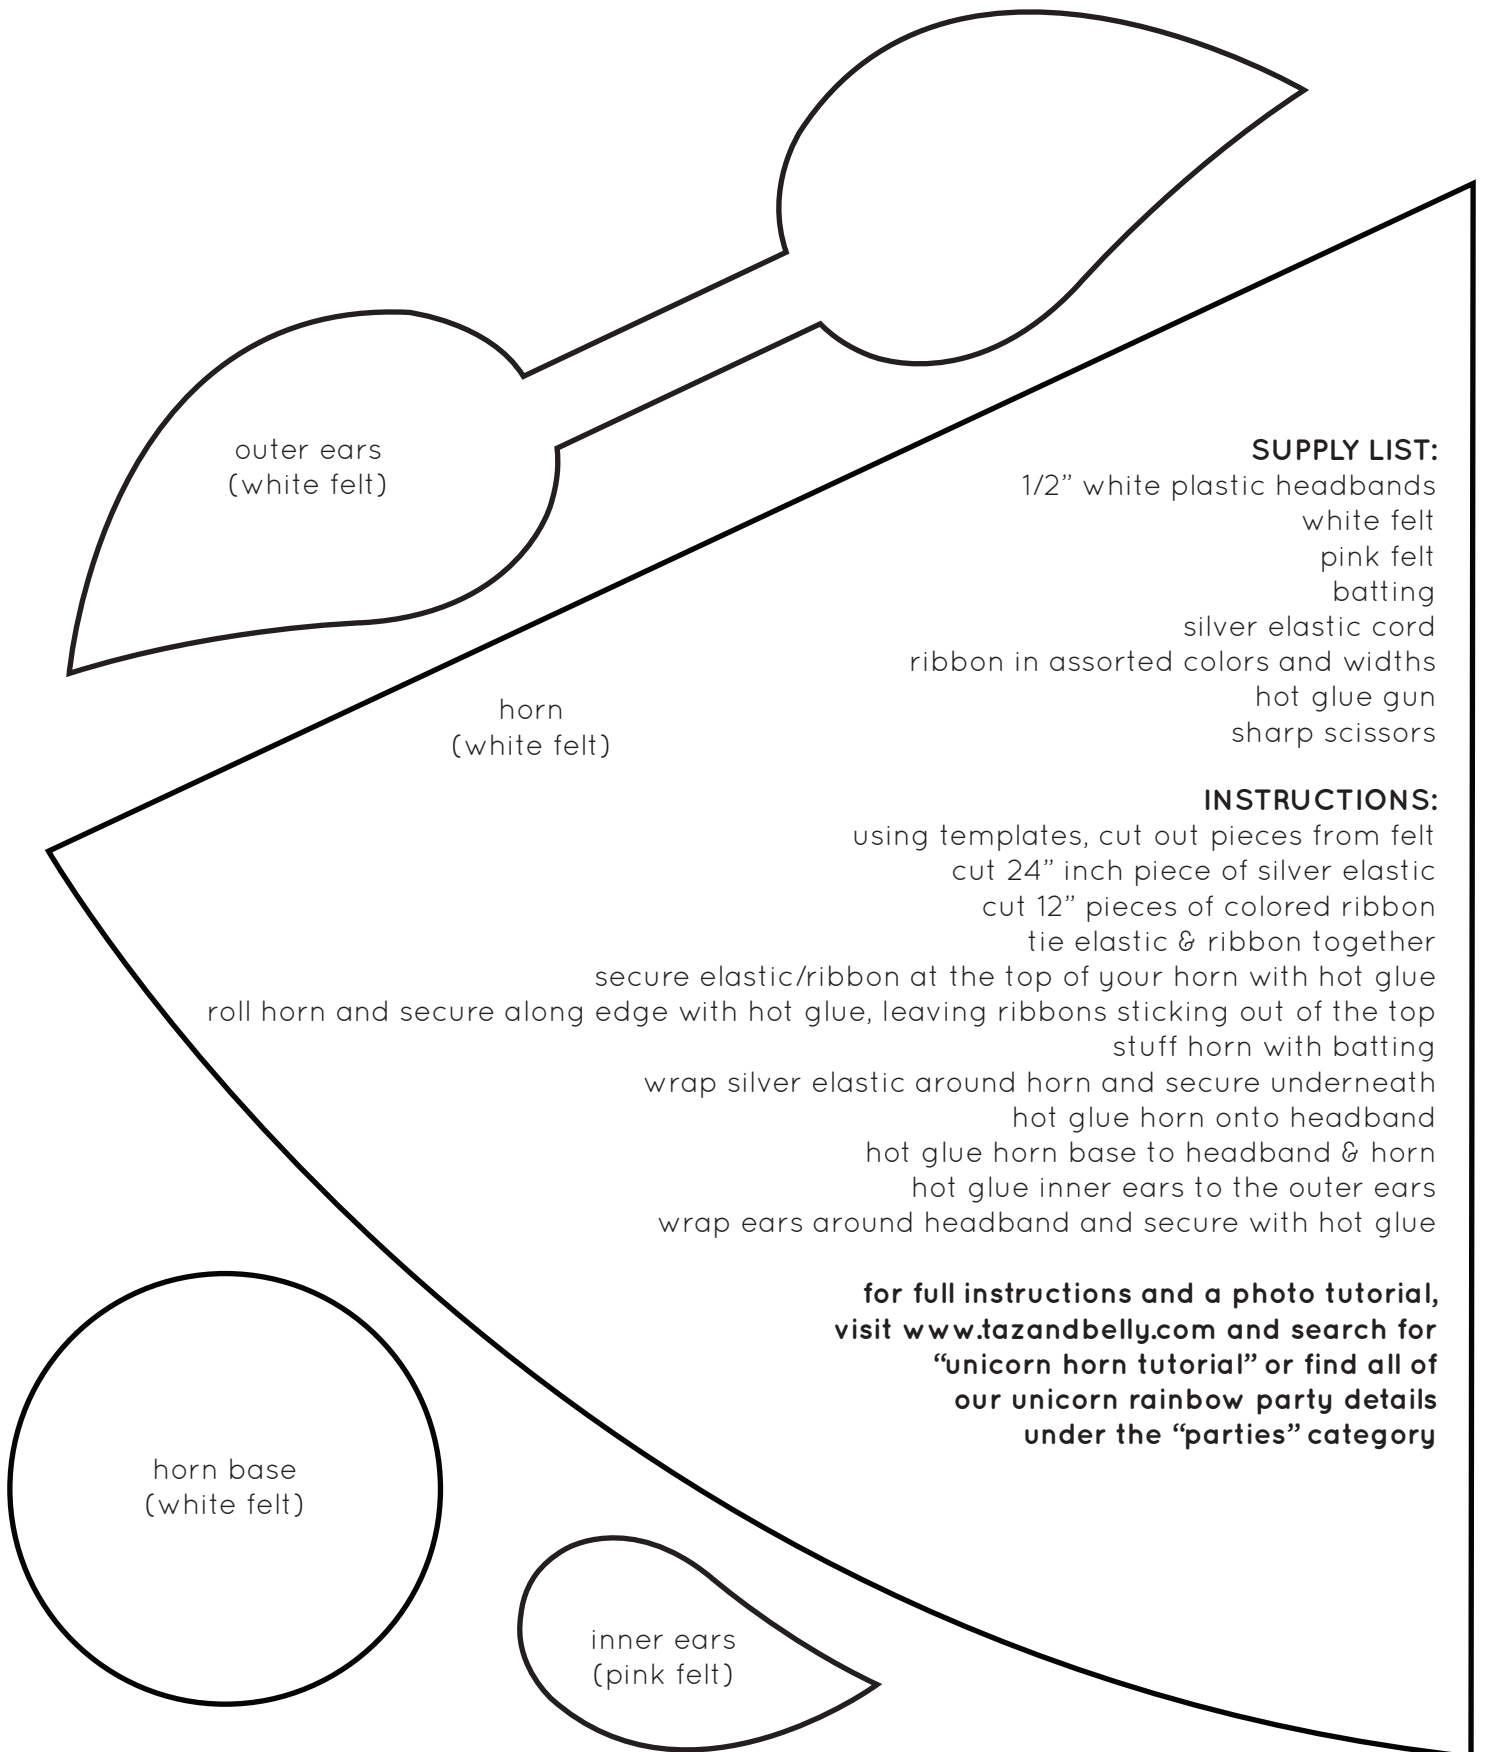 outer ears
(white felt)
SUPPLY LIST:
1/2” white plastic headbands
white felt
pink felt
batting
silver elastic cord
ribbon in assorted colors and widths
hot glue gun
sharp scissors
horn
(white felt)
INSTRUCTIONS:
using templates, cut out pieces from felt
cut 24” inch piece of silver elastic
cut 12” pieces of colored ribbon
tie elastic & ribbon together
secure elastic/ribbon at the top of your horn with hot glue
roll horn and secure along edge with hot glue, leaving ribbons sticking out of the top
stuff horn with batting
wrap silver elastic around horn and secure underneath
hot glue horn onto headband
hot glue horn base to headband & horn
hot glue inner ears to the outer ears
wrap ears around headband and secure with hot glue
for full instructions and a photo tutorial,
visit www.tazandbelly.com and search for
“unicorn horn tutorial” or find all of
our unicorn rainbow party details
under the “parties” category
horn base
(white felt)
inner ears
(pink felt)